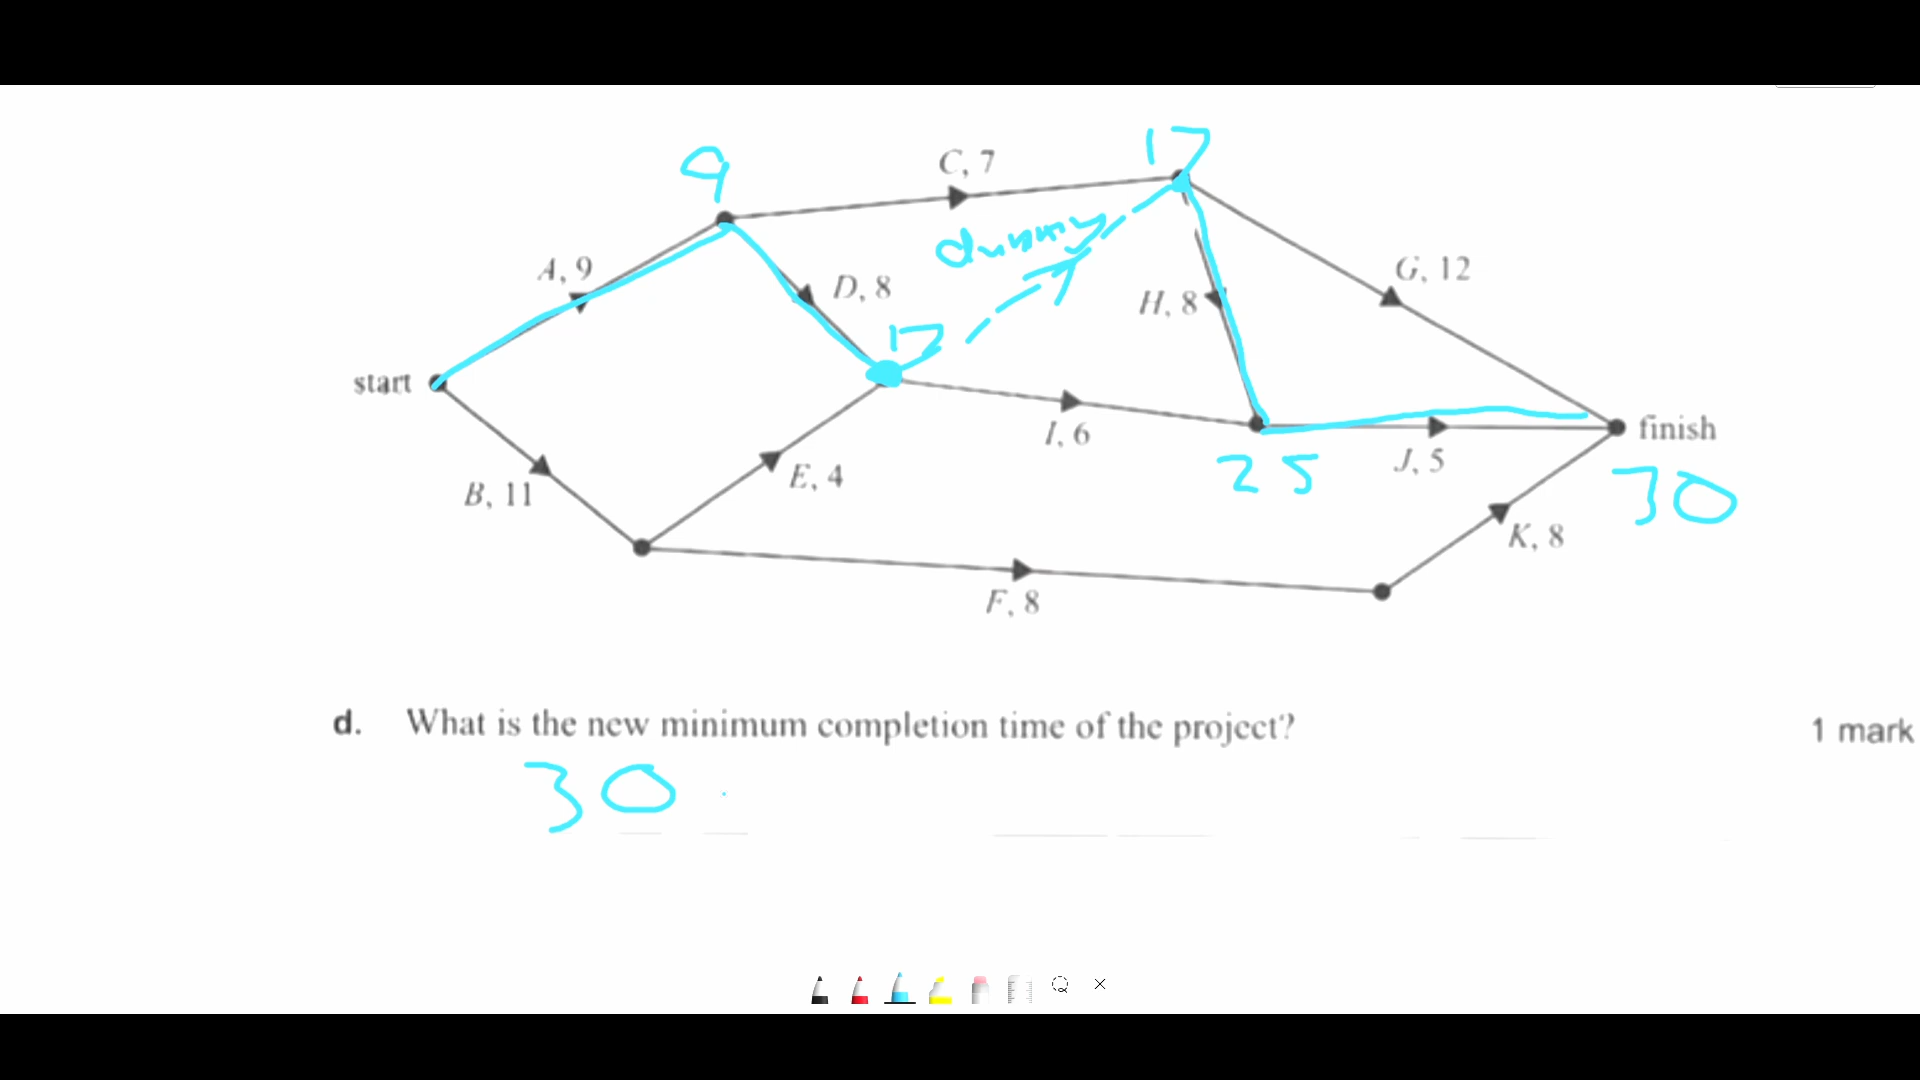 9
17
C, 7
dummy
A, 9
G, 12
D, 8
H, 8
17
start
finish
I, 6
J, 5
25
30
E, 4
B, 11
K, 8
F, 8
d. What is the new minimum completion time of the project? 1 mark
30